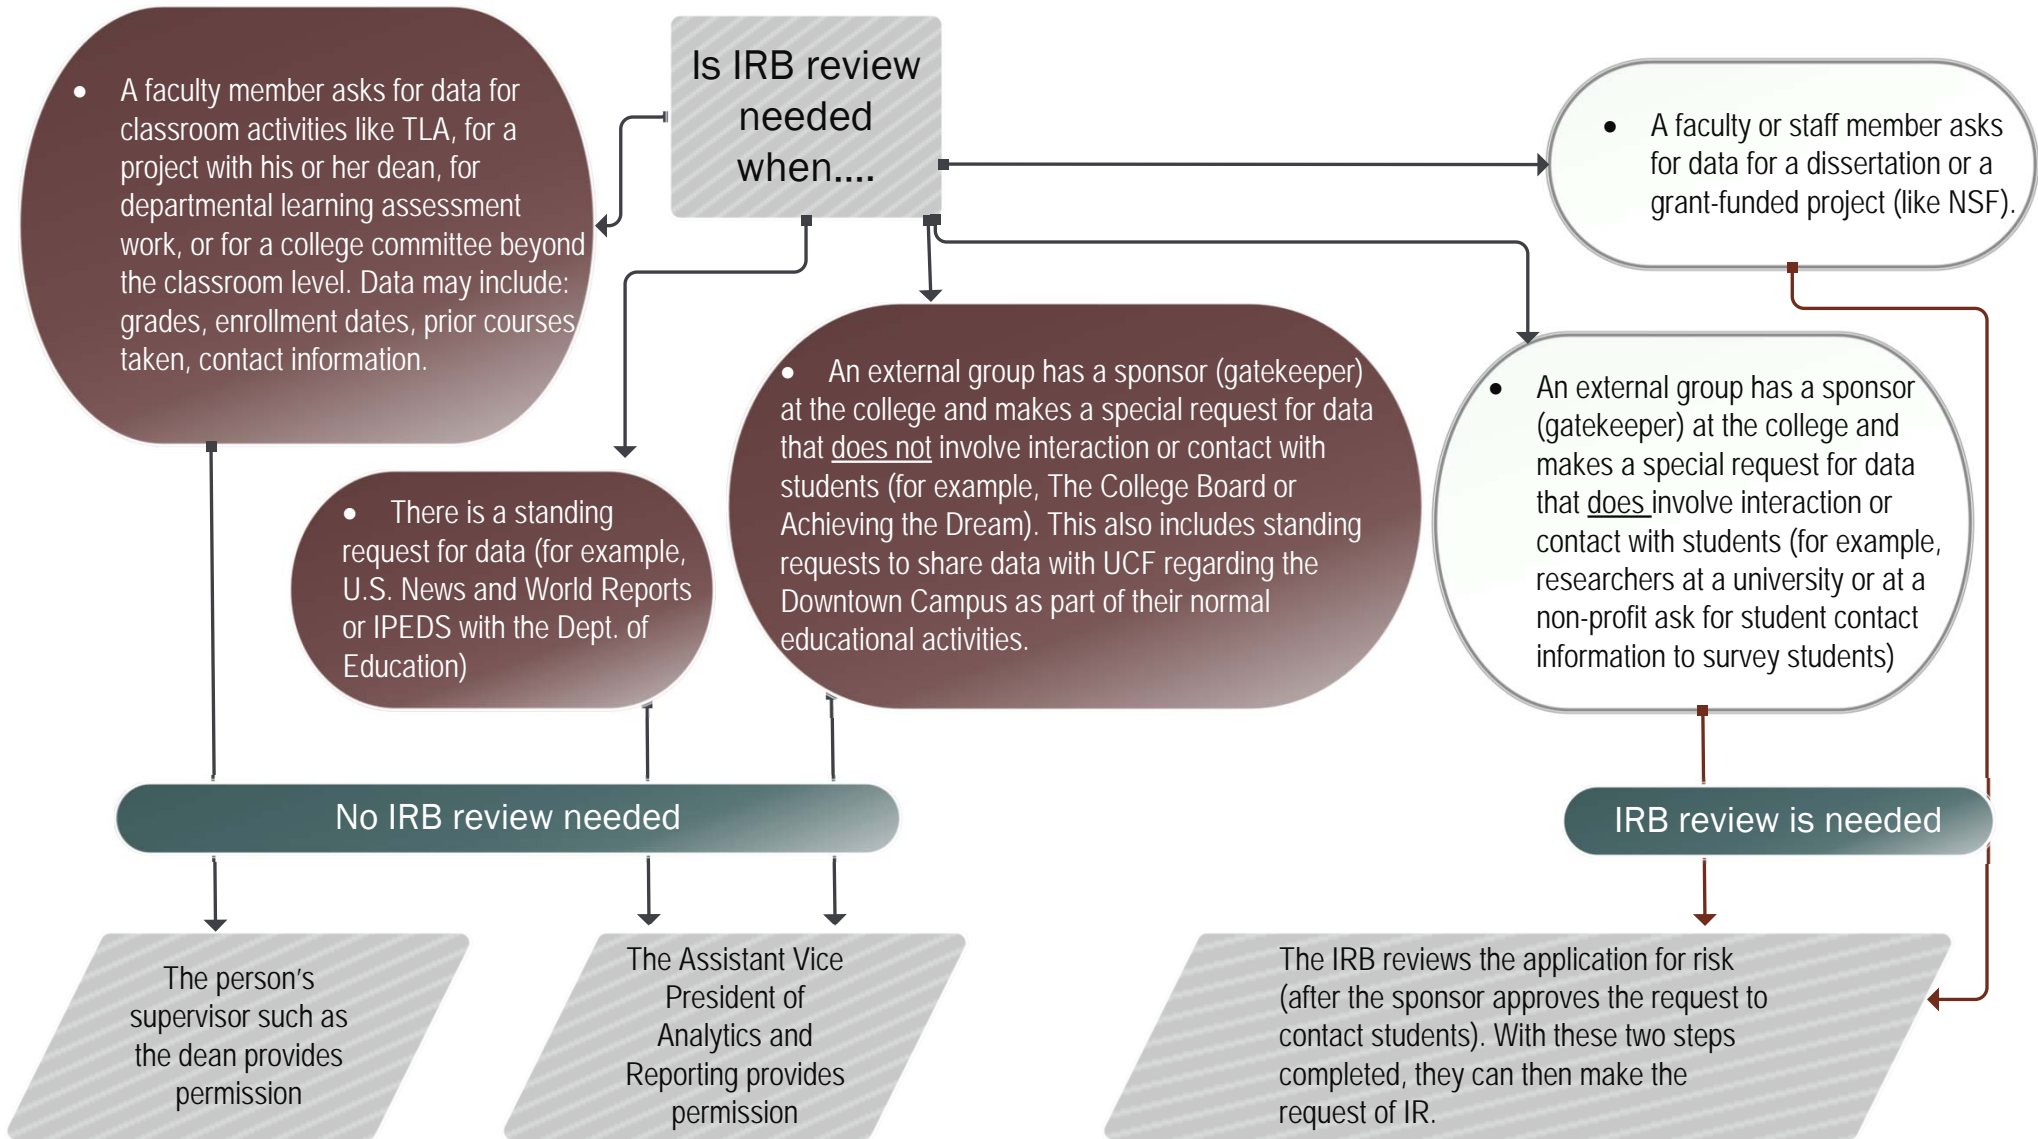 Is IRB review
needed
when....
• A faculty member asks for data for
classroom activities like TLA, for a
project with his or her dean, for
departmental learning assessment
work, or for a college committee beyond
the classroom level. Data may include:
grades, enrollment dates, prior courses
taken, contact information.
• A faculty or staff member asks
for data for a dissertation or a
grant-funded project (like NSF).
• There is a standing
request for data (for example,
U.S. News and World Reports
or IPEDS with the Dept. of
Education)
• An external group has a sponsor (gatekeeper)
at the college and makes a special request for data
that does not involve interaction or contact with
students (for example, The College Board or
Achieving the Dream). This also includes standing
requests to share data with UCF regarding the
Downtown Campus as part of their normal
educational activities.
• An external group has a sponsor
(gatekeeper) at the college and
makes a special request for data
that does involve interaction or
contact with students (for example,
researchers at a university or at a
non-profit ask for student contact
information to survey students)
No IRB review needed
IRB review is needed
The person's
supervisor such as
the dean provides
permission
The Assistant Vice
President of
Analytics and
Reporting provides
permission
The IRB reviews the application for risk
(after the sponsor approves the request to
contact students). With these two steps
completed, they can then make the
request of IR.